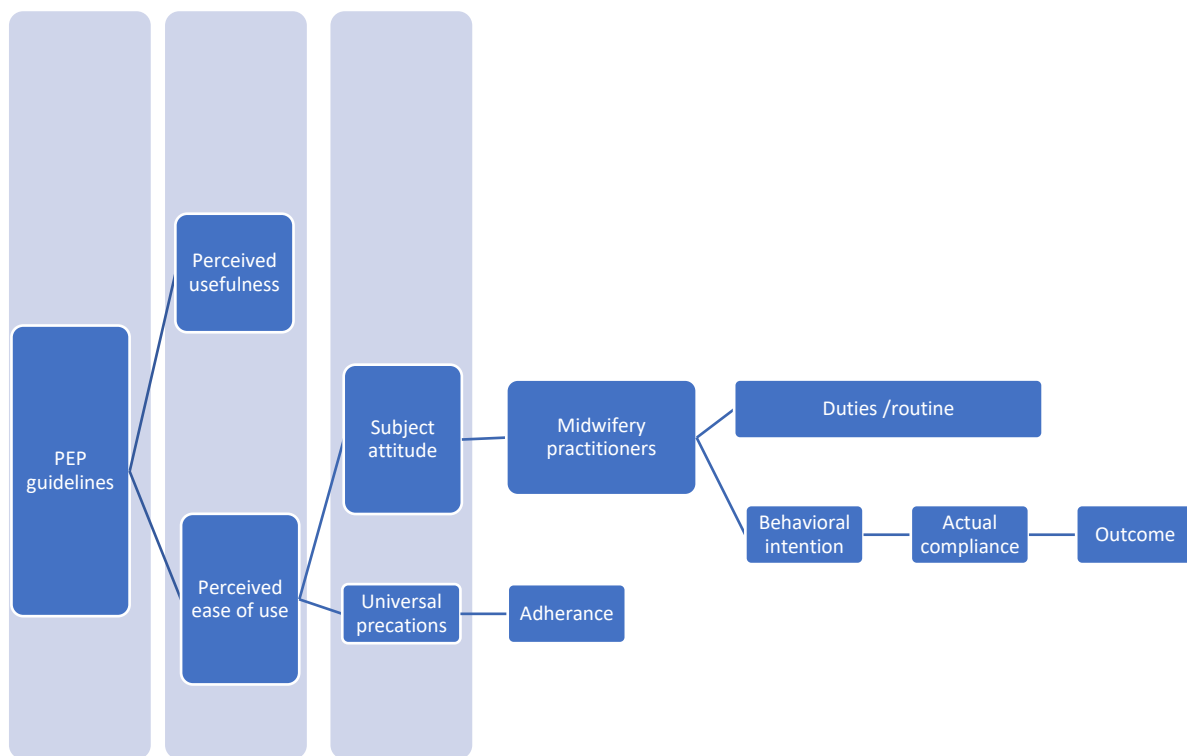 Perceived
usefulness
PEP
guidelines
Perceived
ease of use
Subject
attitude
Universal
precations
Midwifery
practitioners
Adherance
Duties /routine
Behavioral
intention
Actual
compliance
Outcome